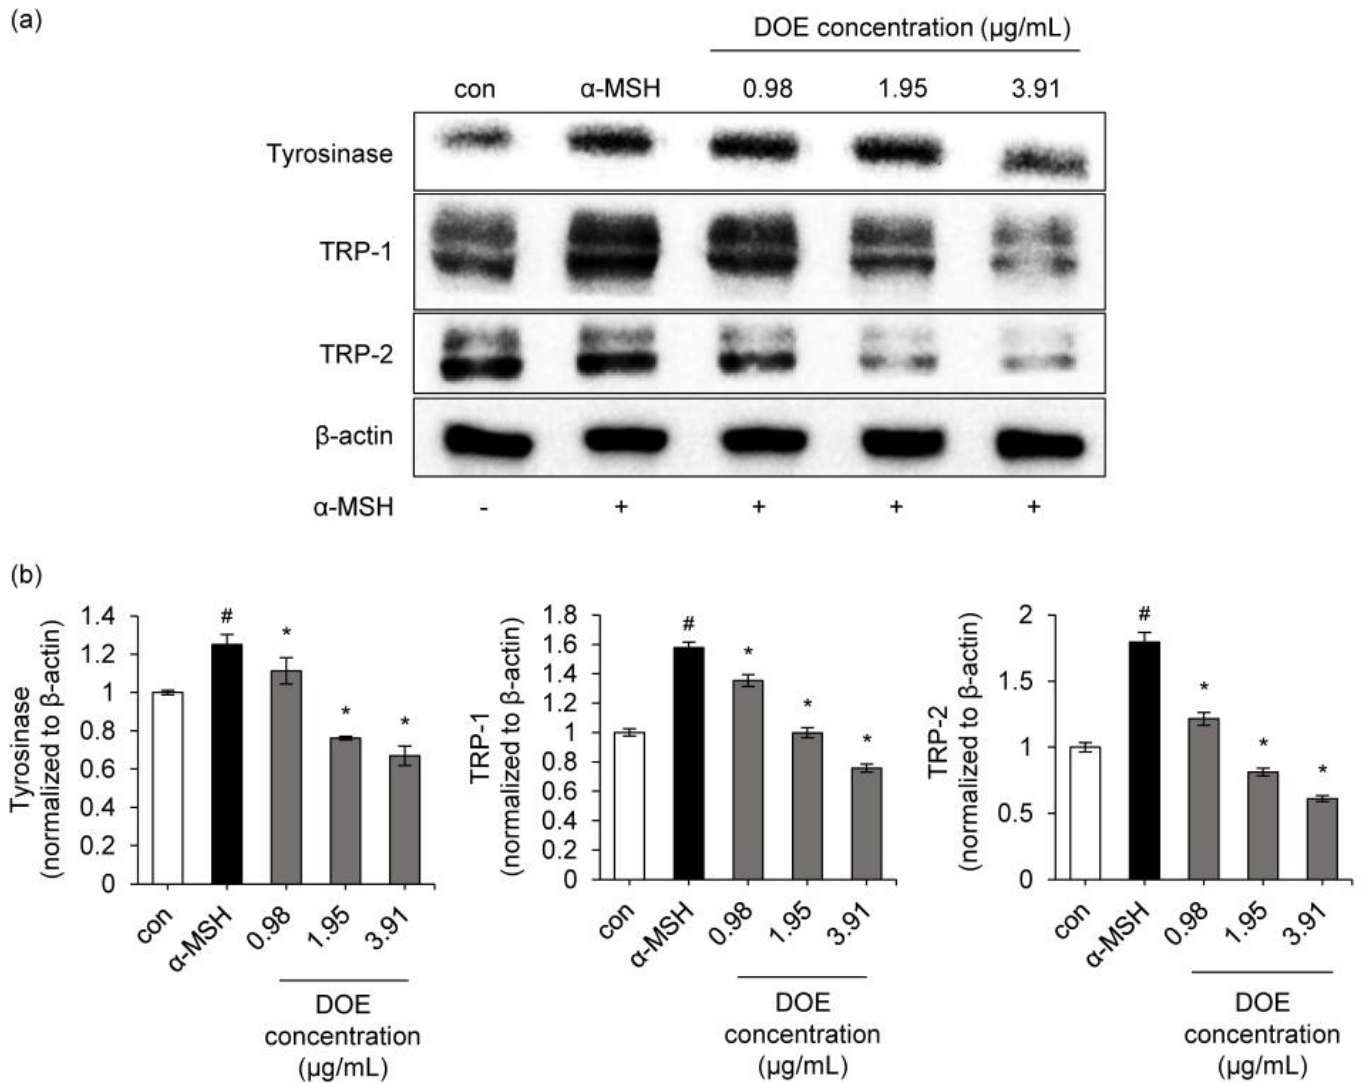 (a)
DOE concentration (µg/mL)
con α-MSH 0.98 1.95 3.91
Tyrosinase
TRP-1
TRP-2
β-actin
α-MSH - + + + +
(b)
Tyrosinase
(normalized to β-actin)
1.4
1.2
1
0.8
0.6
0.4
0.2
0
# * * *
con α-MSH 0.98 1.95 3.91
DOE
concentration
(µg/mL)
TRP-1
(normalized to β-actin)
1.8
1.6
1.4
1.2
1
0.8
0.6
0.4
0.2
0
# * * *
con α-MSH 0.98 1.95 3.91
DOE
concentration
(µg/mL)
TRP-2
(normalized to β-actin)
2
1.5
1
0.5
0
# * * *
con α-MSH 0.98 1.95 3.91
DOE
concentration
(µg/mL)